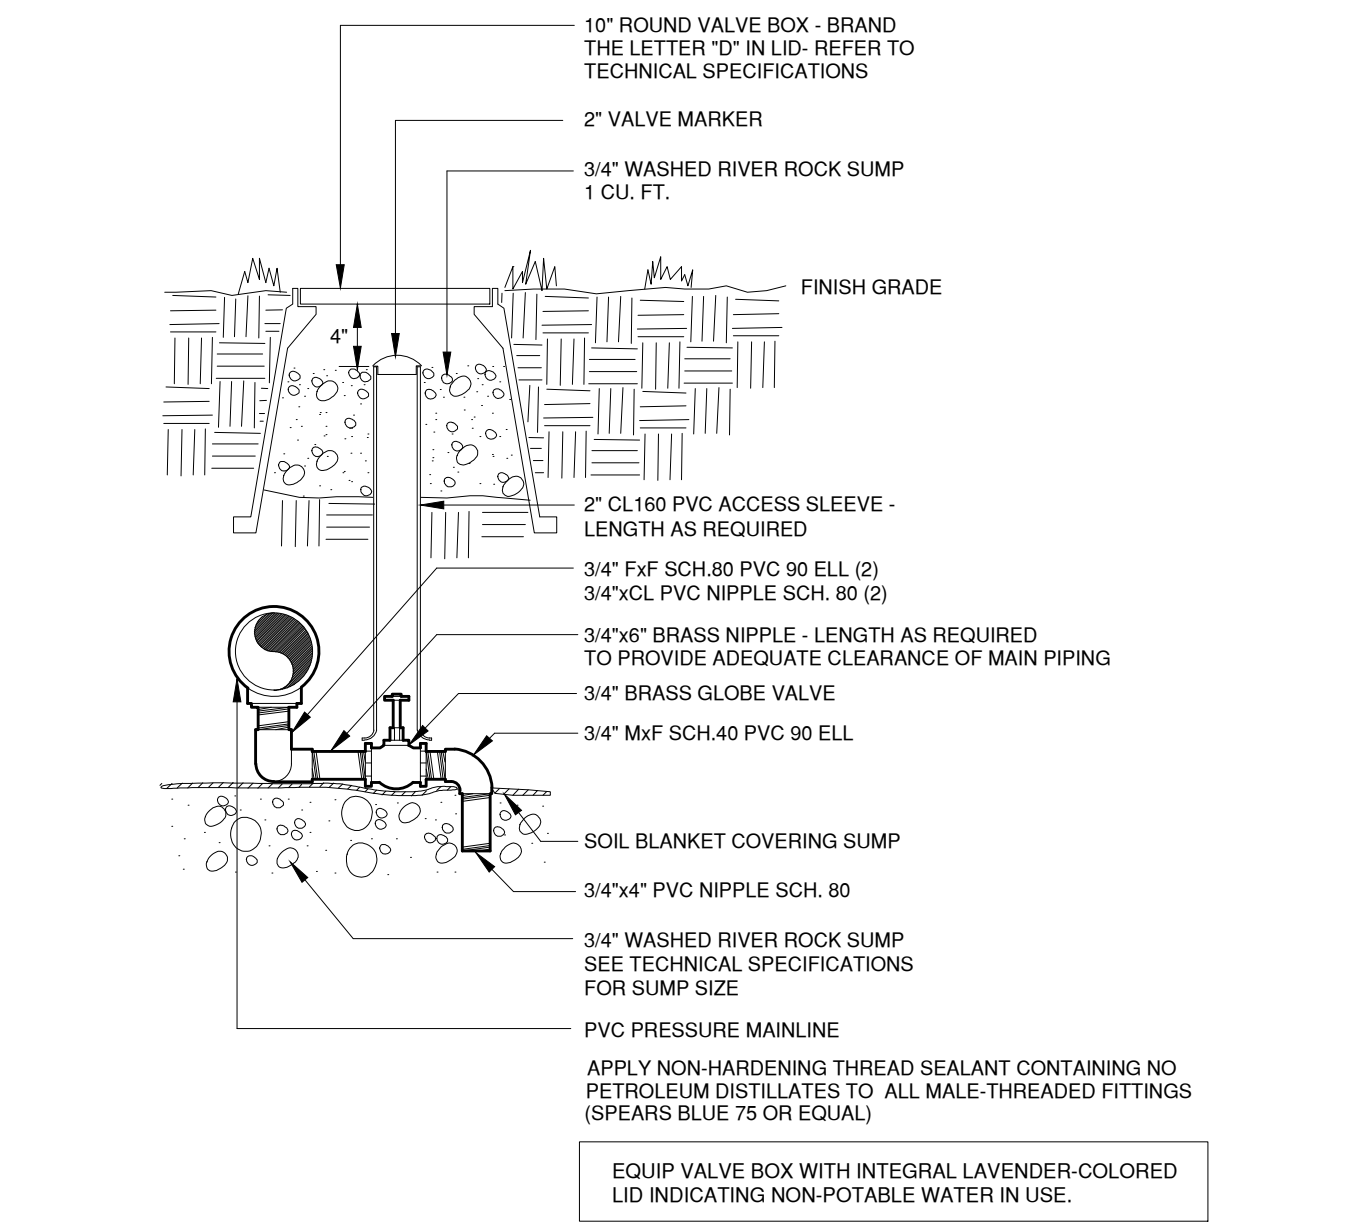 10" ROUND VALVE BOX - BRAND
THE LETTER "D" IN LID- REFER TO
TECHNICAL SPECIFICATIONS
2" VALVE MARKER
3/4" WASHED RIVER ROCK SUMP
1 CU. FT.
FINISH GRADE
4"
2" CL160 PVC ACCESS SLEEVE -
LENGTH AS REQUIRED
3/4" FxF SCH.80 PVC 90 ELL (2)
3/4"xCL PVC NIPPLE SCH. 80 (2)
3/4"x6" BRASS NIPPLE - LENGTH AS REQUIRED
TO PROVIDE ADEQUATE CLEARANCE OF MAIN PIPING
3/4" BRASS GLOBE VALVE
3/4" MxF SCH.40 PVC 90 ELL
SOIL BLANKET COVERING SUMP
3/4"x4" PVC NIPPLE SCH. 80
3/4" WASHED RIVER ROCK SUMP
SEE TECHNICAL SPECIFICATIONS
FOR SUMP SIZE
PVC PRESSURE MAINLINE
APPLY NON-HARDENING THREAD SEALANT CONTAINING NO
PETROLEUM DISTILLATES TO  ALL MALE-THREADED FITTINGS
(SPEARS BLUE 75 OR EQUAL)
EQUIP VALVE BOX WITH INTEGRAL LAVENDER-COLORED
LID INDICATING NON-POTABLE WATER IN USE.